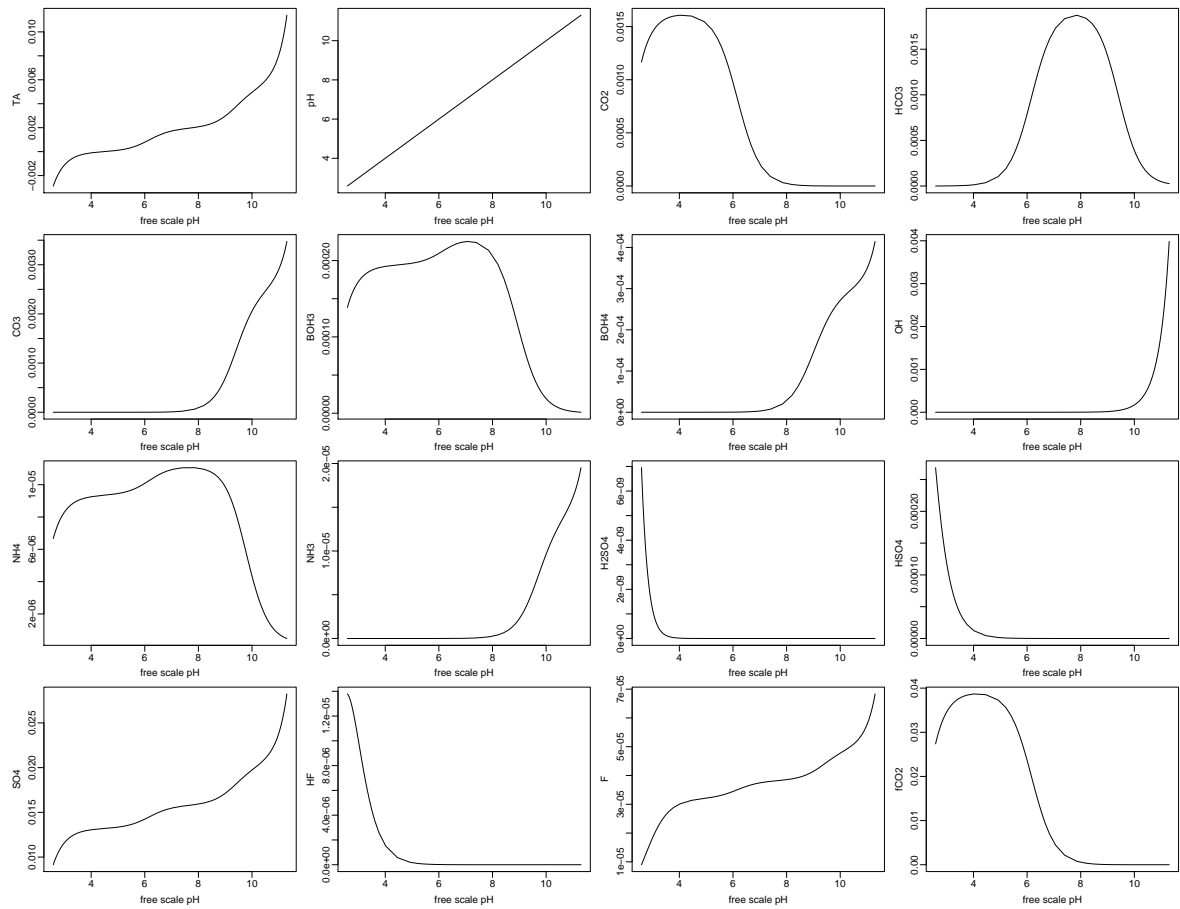 TA
0.010
0.006
0.002
−0.002
4 6 8 10
free scale pH
pH
10
8
6
4
4 6 8 10
free scale pH
CO2
0.0015
0.0010
0.0005
0.0000
4 6 8 10
free scale pH
HCO3
0.0015
0.0010
0.0005
0.0000
4 6 8 10
free scale pH
CO3
0.0030
0.0020
0.0010
0.0000
4 6 8 10
free scale pH
BOH3
0.00020
0.00010
0.00000
4 6 8 10
free scale pH
BOH4
4e−04
3e−04
2e−04
1e−04
0e+00
4 6 8 10
free scale pH
OH
0.004
0.003
0.002
0.001
0.000
4 6 8 10
free scale pH
NH4
1e−05
6e−06
2e−06
4 6 8 10
free scale pH
NH3
2.0e−05
1.0e−05
0.0e+00
4 6 8 10
free scale pH
H2SO4
6e−09
4e−09
2e−09
0e+00
4 6 8 10
free scale pH
HSO4
0.00020
0.00010
0.00000
4 6 8 10
free scale pH
SO4
0.025
0.020
0.015
0.010
4 6 8 10
free scale pH
HF
1.2e−05
8.0e−06
4.0e−06
0.0e+00
4 6 8 10
free scale pH
F
7e−05
5e−05
3e−05
1e−05
4 6 8 10
free scale pH
fCO2
0.04
0.03
0.02
0.01
0.00
4 6 8 10
free scale pH